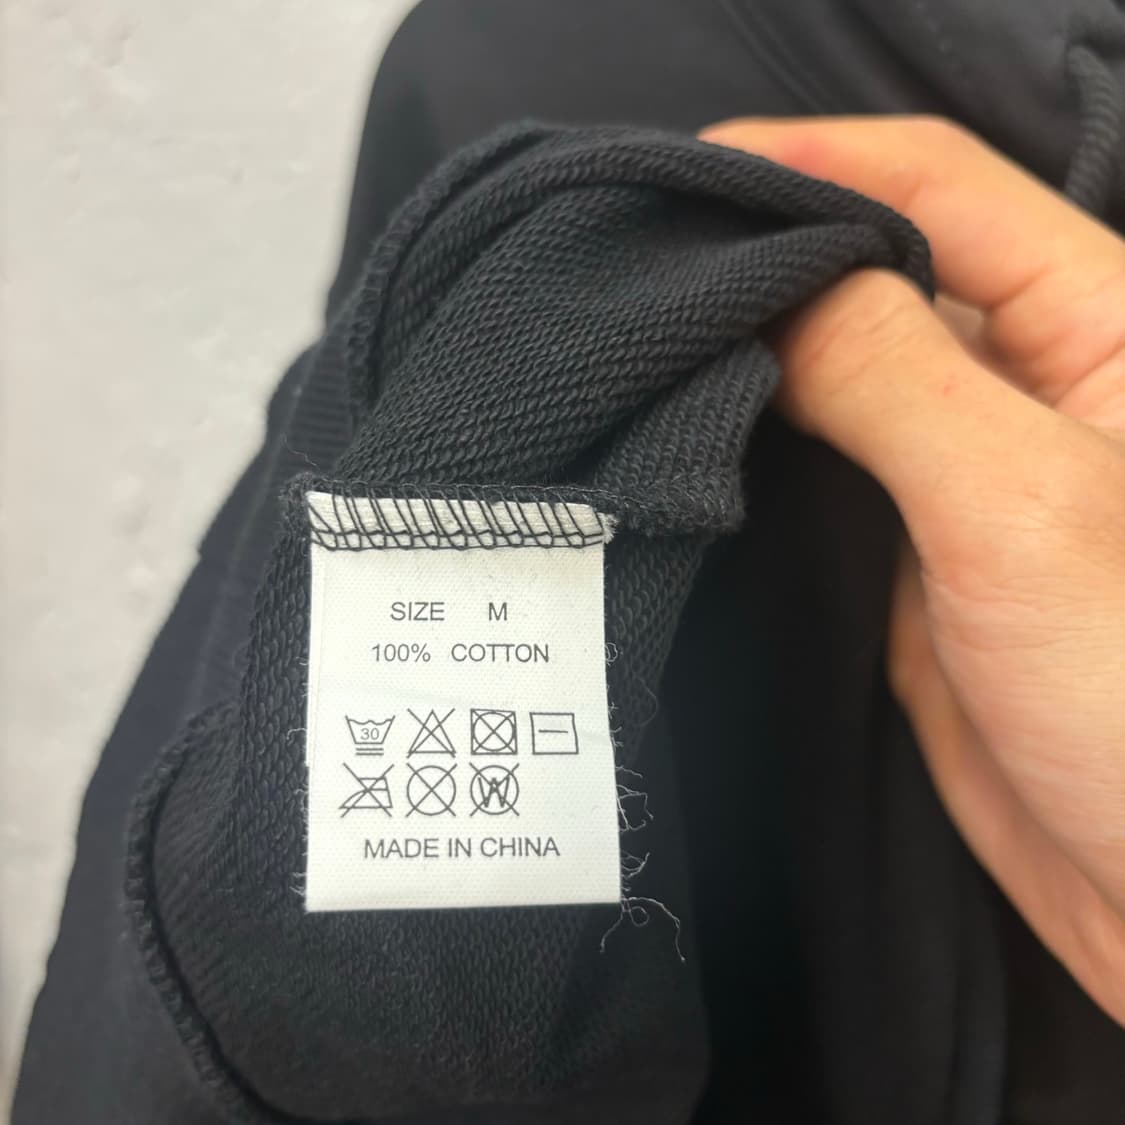 SIZE M
100% COTTON
30
W
MADE IN CHINA